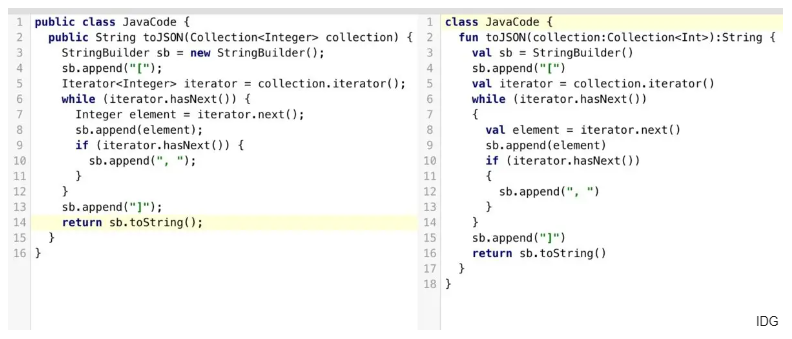 1 public class JavaCode {
2   public String toJSON(Collection<Integer> collection) {
3     StringBuilder sb = new StringBuilder();
4     sb.append("[");
5     Iterator<Integer> iterator = collection.iterator();
6     while (iterator.hasNext()) {
7       Integer element = iterator.next();
8       sb.append(element);
9       if (iterator.hasNext()) {
10         sb.append(", ");
11       }
12     }
13     sb.append("]");
14     return sb.toString();
15   }
16 }
1 class JavaCode {
2   fun toJSON(collection:Collection<Int>):String {
3     val sb = StringBuilder()
4     sb.append("[")
5     val iterator = collection.iterator()
6     while (iterator.hasNext())
7     {
8       val element = iterator.next()
9       sb.append(element)
10       if (iterator.hasNext())
11       {
12         sb.append(", ")
13       }
14     }
15     sb.append("]")
16     return sb.toString()
17   }
18 }
IDG